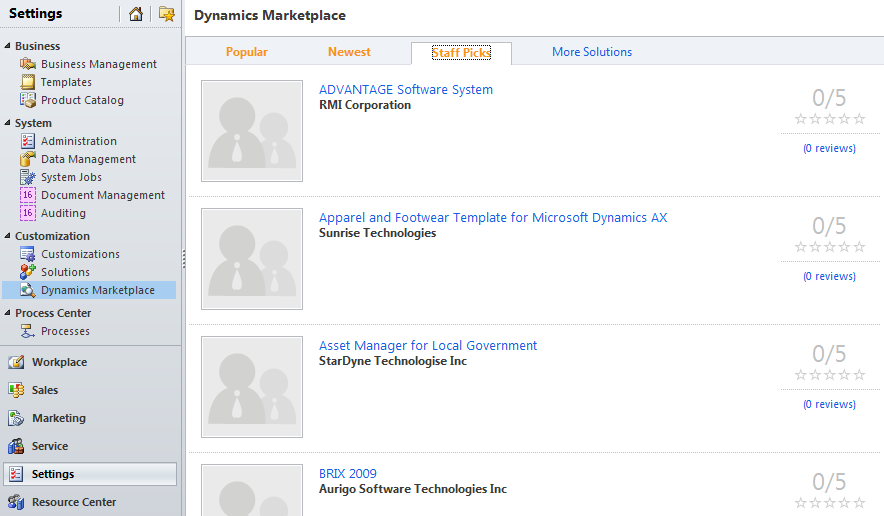 Settings
Business
Business Management
Templates
Product Catalog
System
Administration
Data Management
System Jobs
16 Document Management
16 Auditing
Customization
Customizations
Solutions
Dynamics Marketplace
Process Center
Processes
Workplace
Sales
Marketing
Service
Settings
Resource Center
Dynamics Marketplace
Popular Newest Staff Picks More Solutions
ADVANTAGE Software System
RMI Corporation
0/5
(0 reviews)
Apparel and Footwear Template for Microsoft Dynamics AX
Sunrise Technologies
0/5
(0 reviews)
Asset Manager for Local Government
StarDyne Technologise Inc
0/5
(0 reviews)
BRIX 2009
Aurigo Software Technologies Inc
0/5